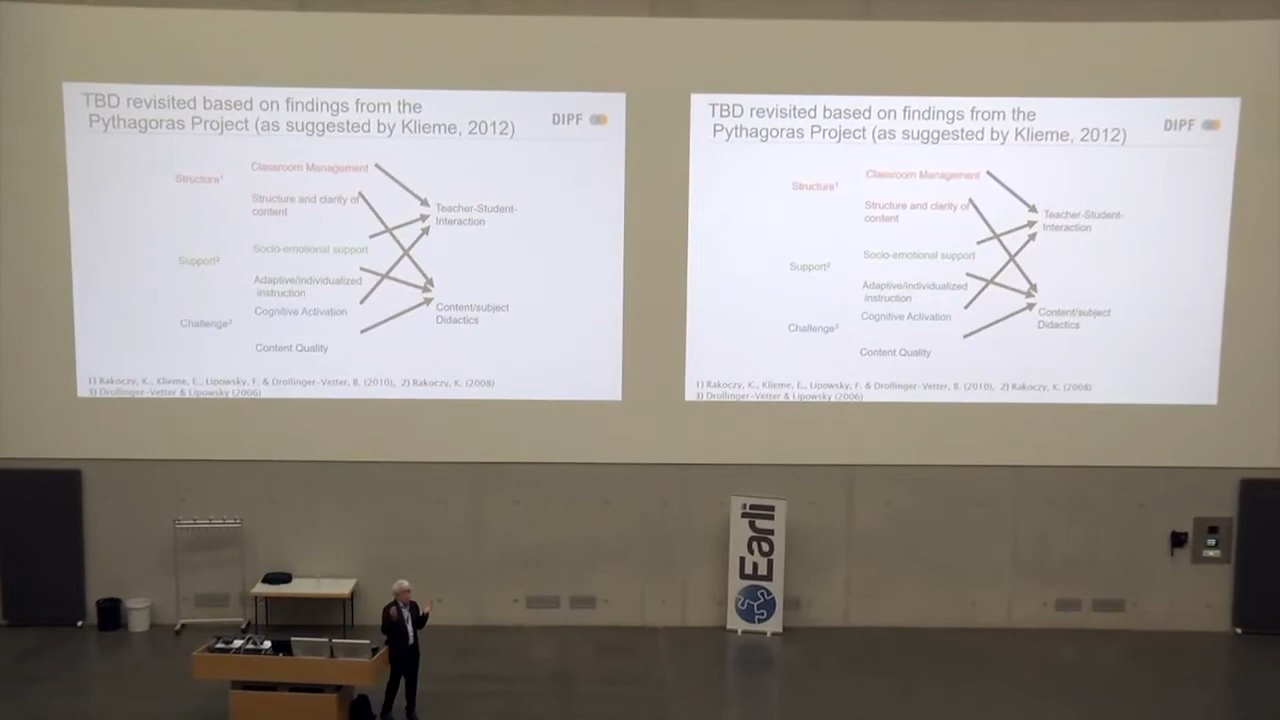 TBD revisited based on findings from the
Pythagoras Project (as suggested by Klieme, 2012)
DIPF
Classroom Management
Structure¹
Structure and clarity of
content
Teacher-Student-
Interaction
Socio-emotional support
Support²
Adaptive/individualized
instruction
Cognitive Activation
Content/subject
Didactics
Challenge³
Content Quality
1) Rakoczy, K., Klieme, E., Lipowsky, F. & Drollinger-Vetter, B. (2010), 2) Rakoczy, K. (2008)
3) Drollinger-Vetter & Lipowsky (2006)
TBD revisited based on findings from the
Pythagoras Project (as suggested by Klieme, 2012)
DIPF
Classroom Management
Structure¹
Structure and clarity of
content
Teacher-Student-
Interaction
Socio-emotional support
Support²
Adaptive/individualized
instruction
Cognitive Activation
Content/subject
Didactics
Challenge³
Content Quality
1) Rakoczy, K., Klieme, E., Lipowsky, F. & Drollinger-Vetter, B. (2010), 2) Rakoczy, K. (2008)
3) Drollinger-Vetter & Lipowsky (2006)
Earli